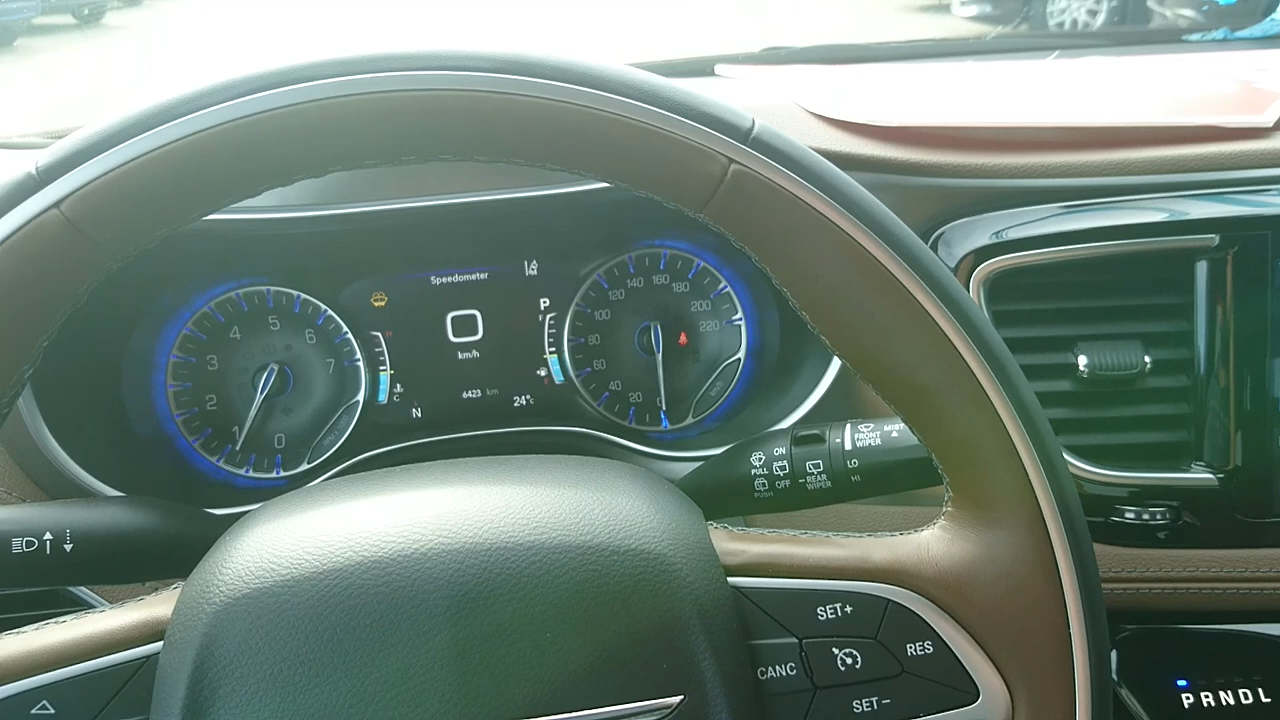 Speedometer
0
km/h
6423 km
24°C
P
N
H
C
0
1
2
3
4
5
6
7
20
40
60
80
100
120
140
160
180
200
220
ON
OFF
PULL
PUSH
REAR
WIPER
FRONT
WIPER
MIST
LO
HI
SET+
RES
CANC
SET−
P R N D L